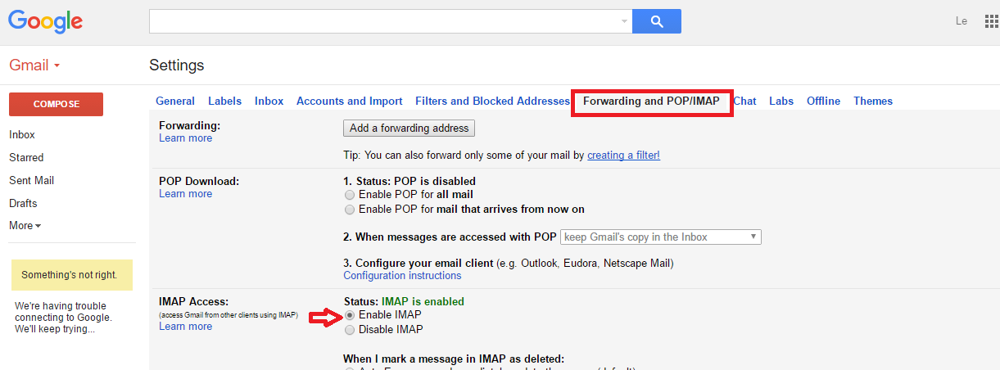 Google
Le
Gmail
Settings
COMPOSE
Inbox
Starred
Sent Mail
Drafts
More
Something's not right.
We're having trouble
connecting to Google.
We'll keep trying...
General Labels Inbox Accounts and Import Filters and Blocked Addresses Forwarding and POP/IMAP Chat Labs Offline Themes
Forwarding:
Learn more
Add a forwarding address
Tip: You can also forward only some of your mail by creating a filter!
POP Download:
Learn more
1. Status: POP is disabled
Enable POP for all mail
Enable POP for mail that arrives from now on
2. When messages are accessed with POP keep Gmail's copy in the Inbox
3. Configure your email client (e.g. Outlook, Eudora, Netscape Mail)
Configuration instructions
IMAP Access:
(access Gmail from other clients using IMAP)
Learn more
Status: IMAP is enabled
Enable IMAP
Disable IMAP
When I mark a message in IMAP as deleted: